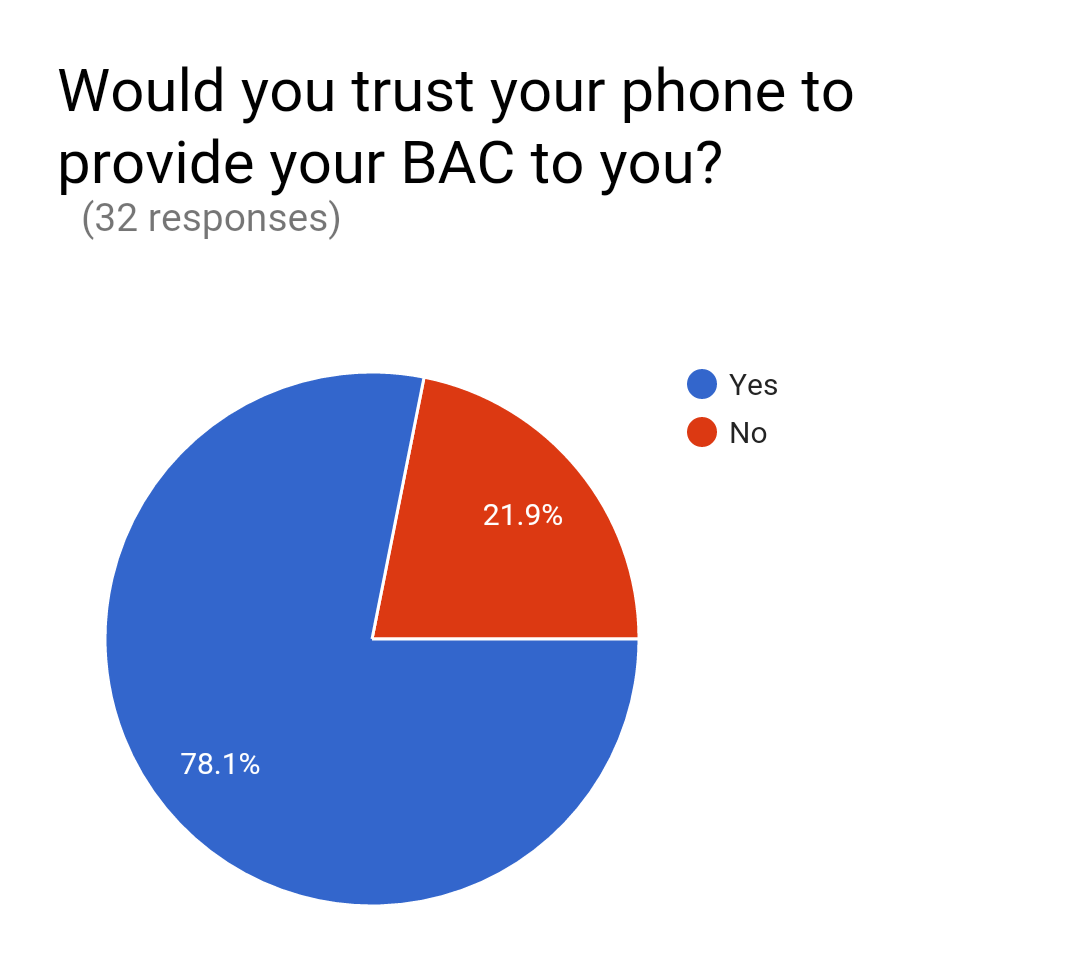 Would you trust your phone to
provide your BAC to you?
(32 responses)
Yes
No
21.9%
78.1%